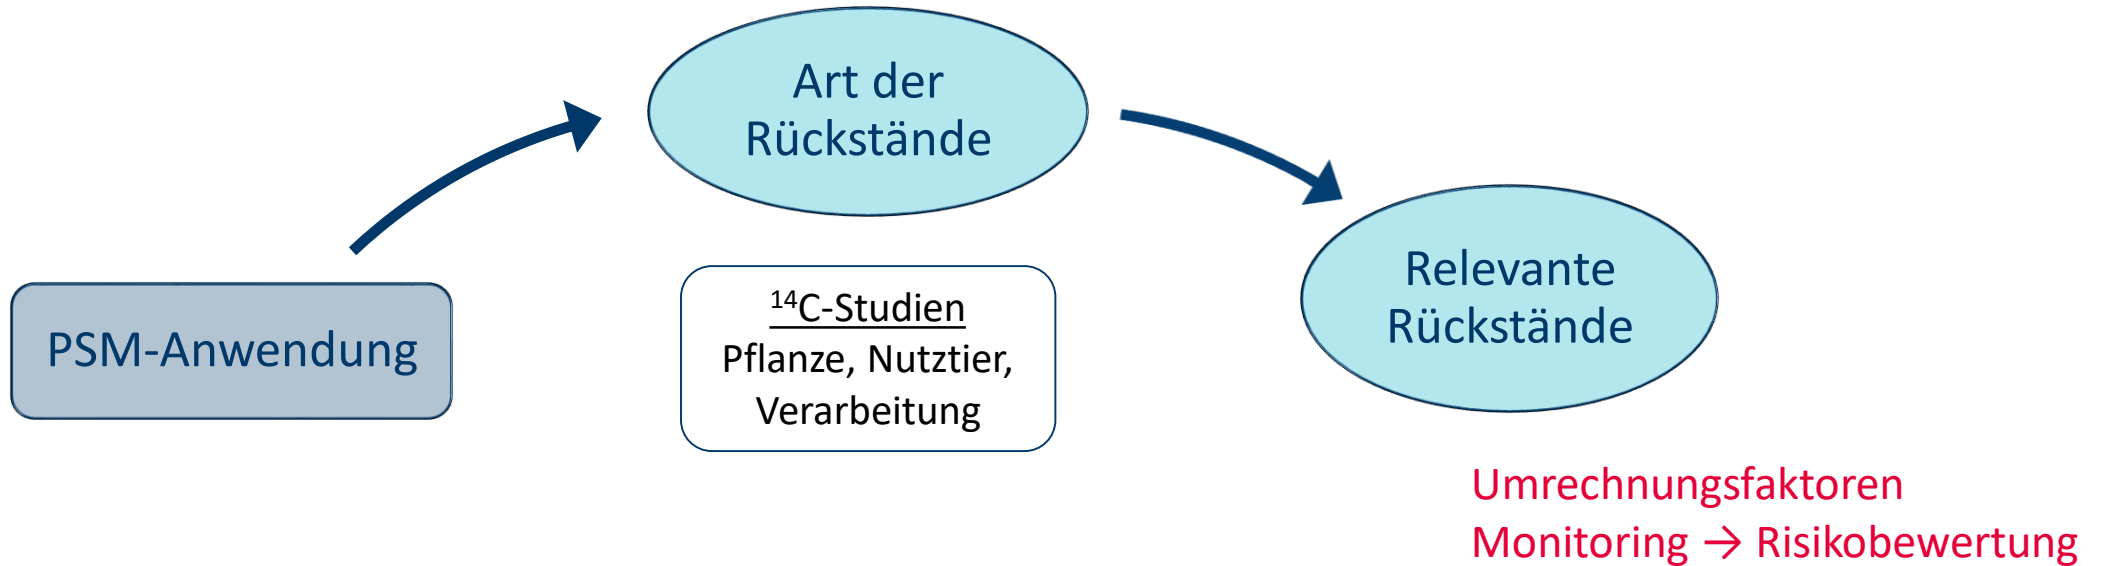 PSM-Anwendung
Art der
Rückstände
¹⁴C-Studien
Pflanze, Nutztier,
Verarbeitung
Relevante
Rückstände
Umrechnungsfaktoren
Monitoring → Risikobewertung